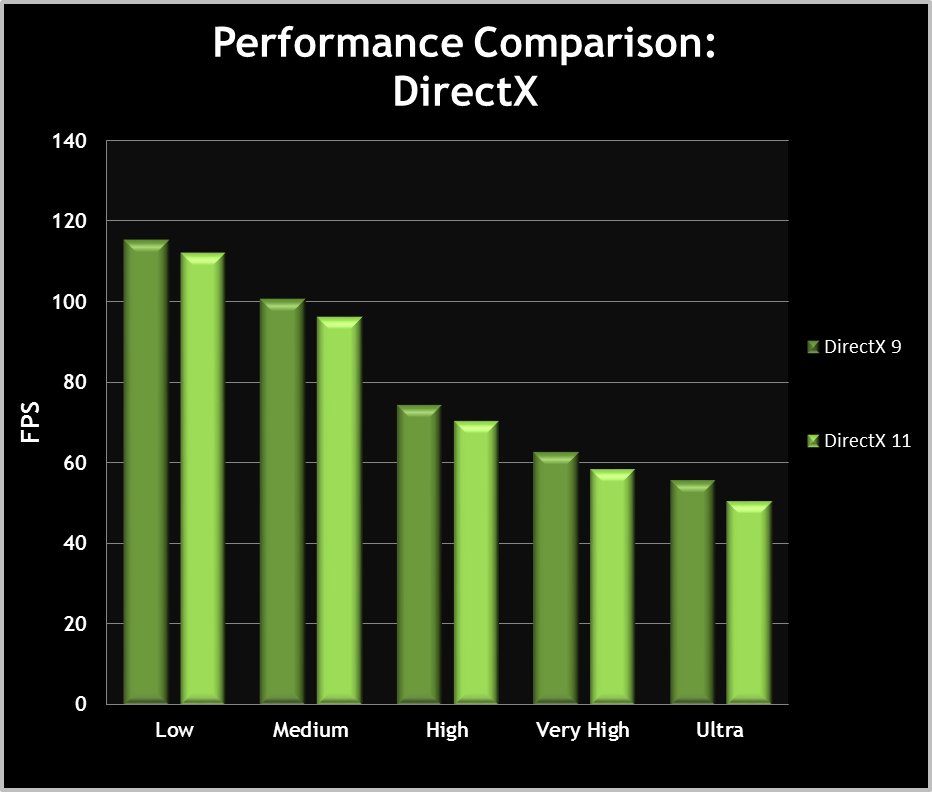 Performance Comparison:
DirectX
140
120
100
80
60
40
20
0
FPS
Low Medium High Very High Ultra
DirectX 9
DirectX 11